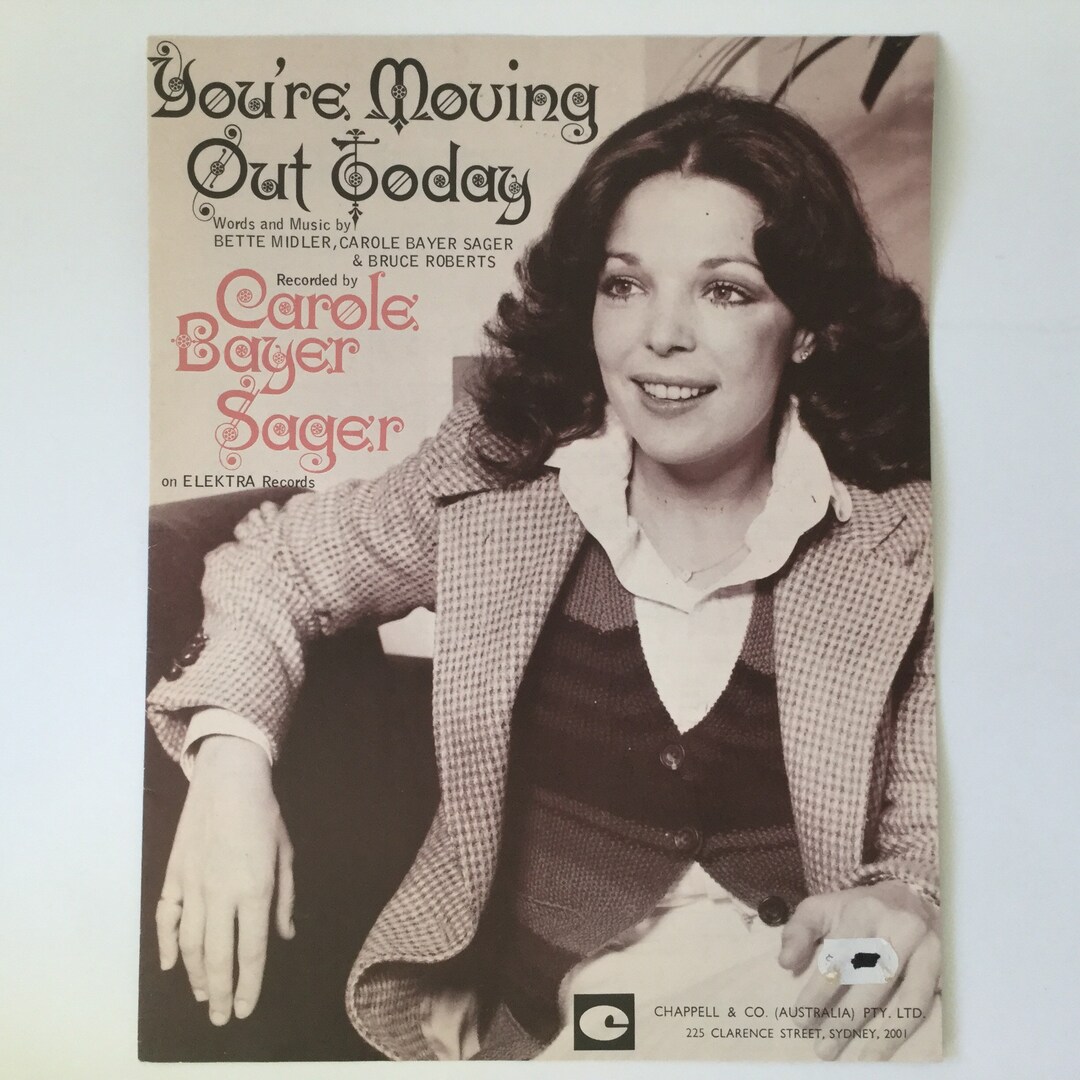 You're Moving
Out Today
Words and Music by
BETTE MIDLER, CAROLE BAYER SAGER
& BRUCE ROBERTS
Recorded by
Carole
Bayer
Sager
on ELEKTRA Records
CHAPPELL & CO. (AUSTRALIA) PTY. LTD.
225 CLARENCE STREET, SYDNEY, 2001